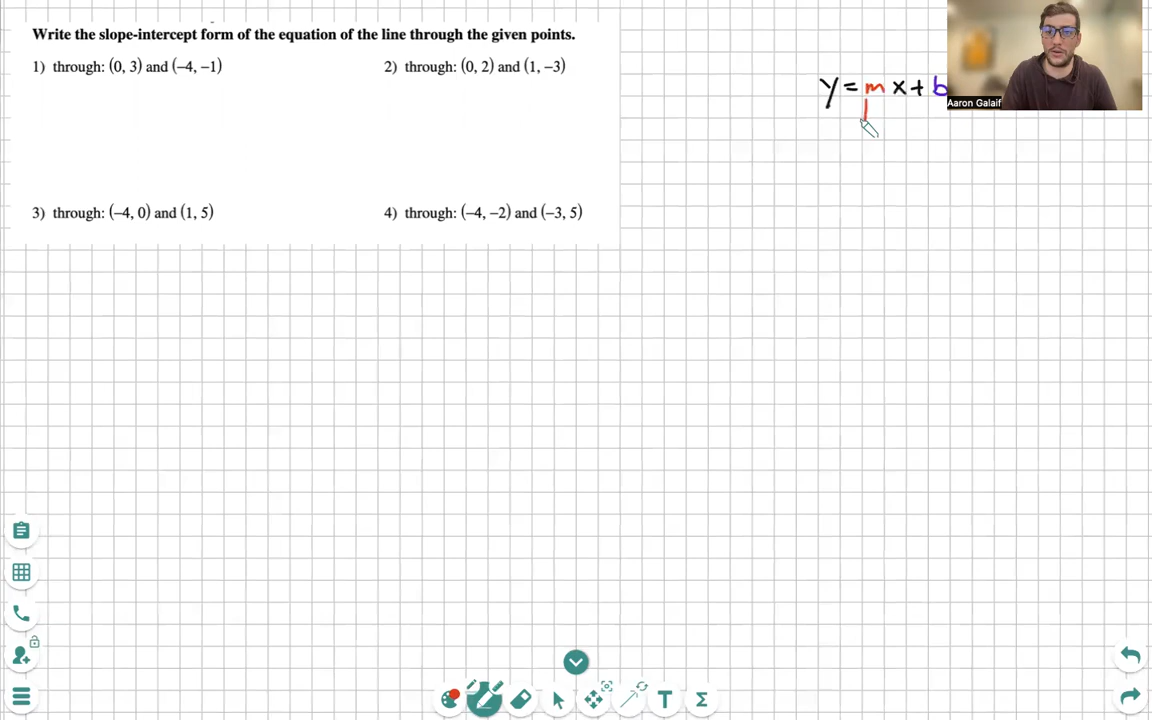 Write the slope-intercept form of the equation of the line through the given points.
1) through: (0, 3) and (−4, −1)
2) through: (0, 2) and (1, −3)
y = mx + b
Aaron Galaif
3) through: (−4, 0) and (1, 5)
4) through: (−4, −2) and (−3, 5)
T
Σ